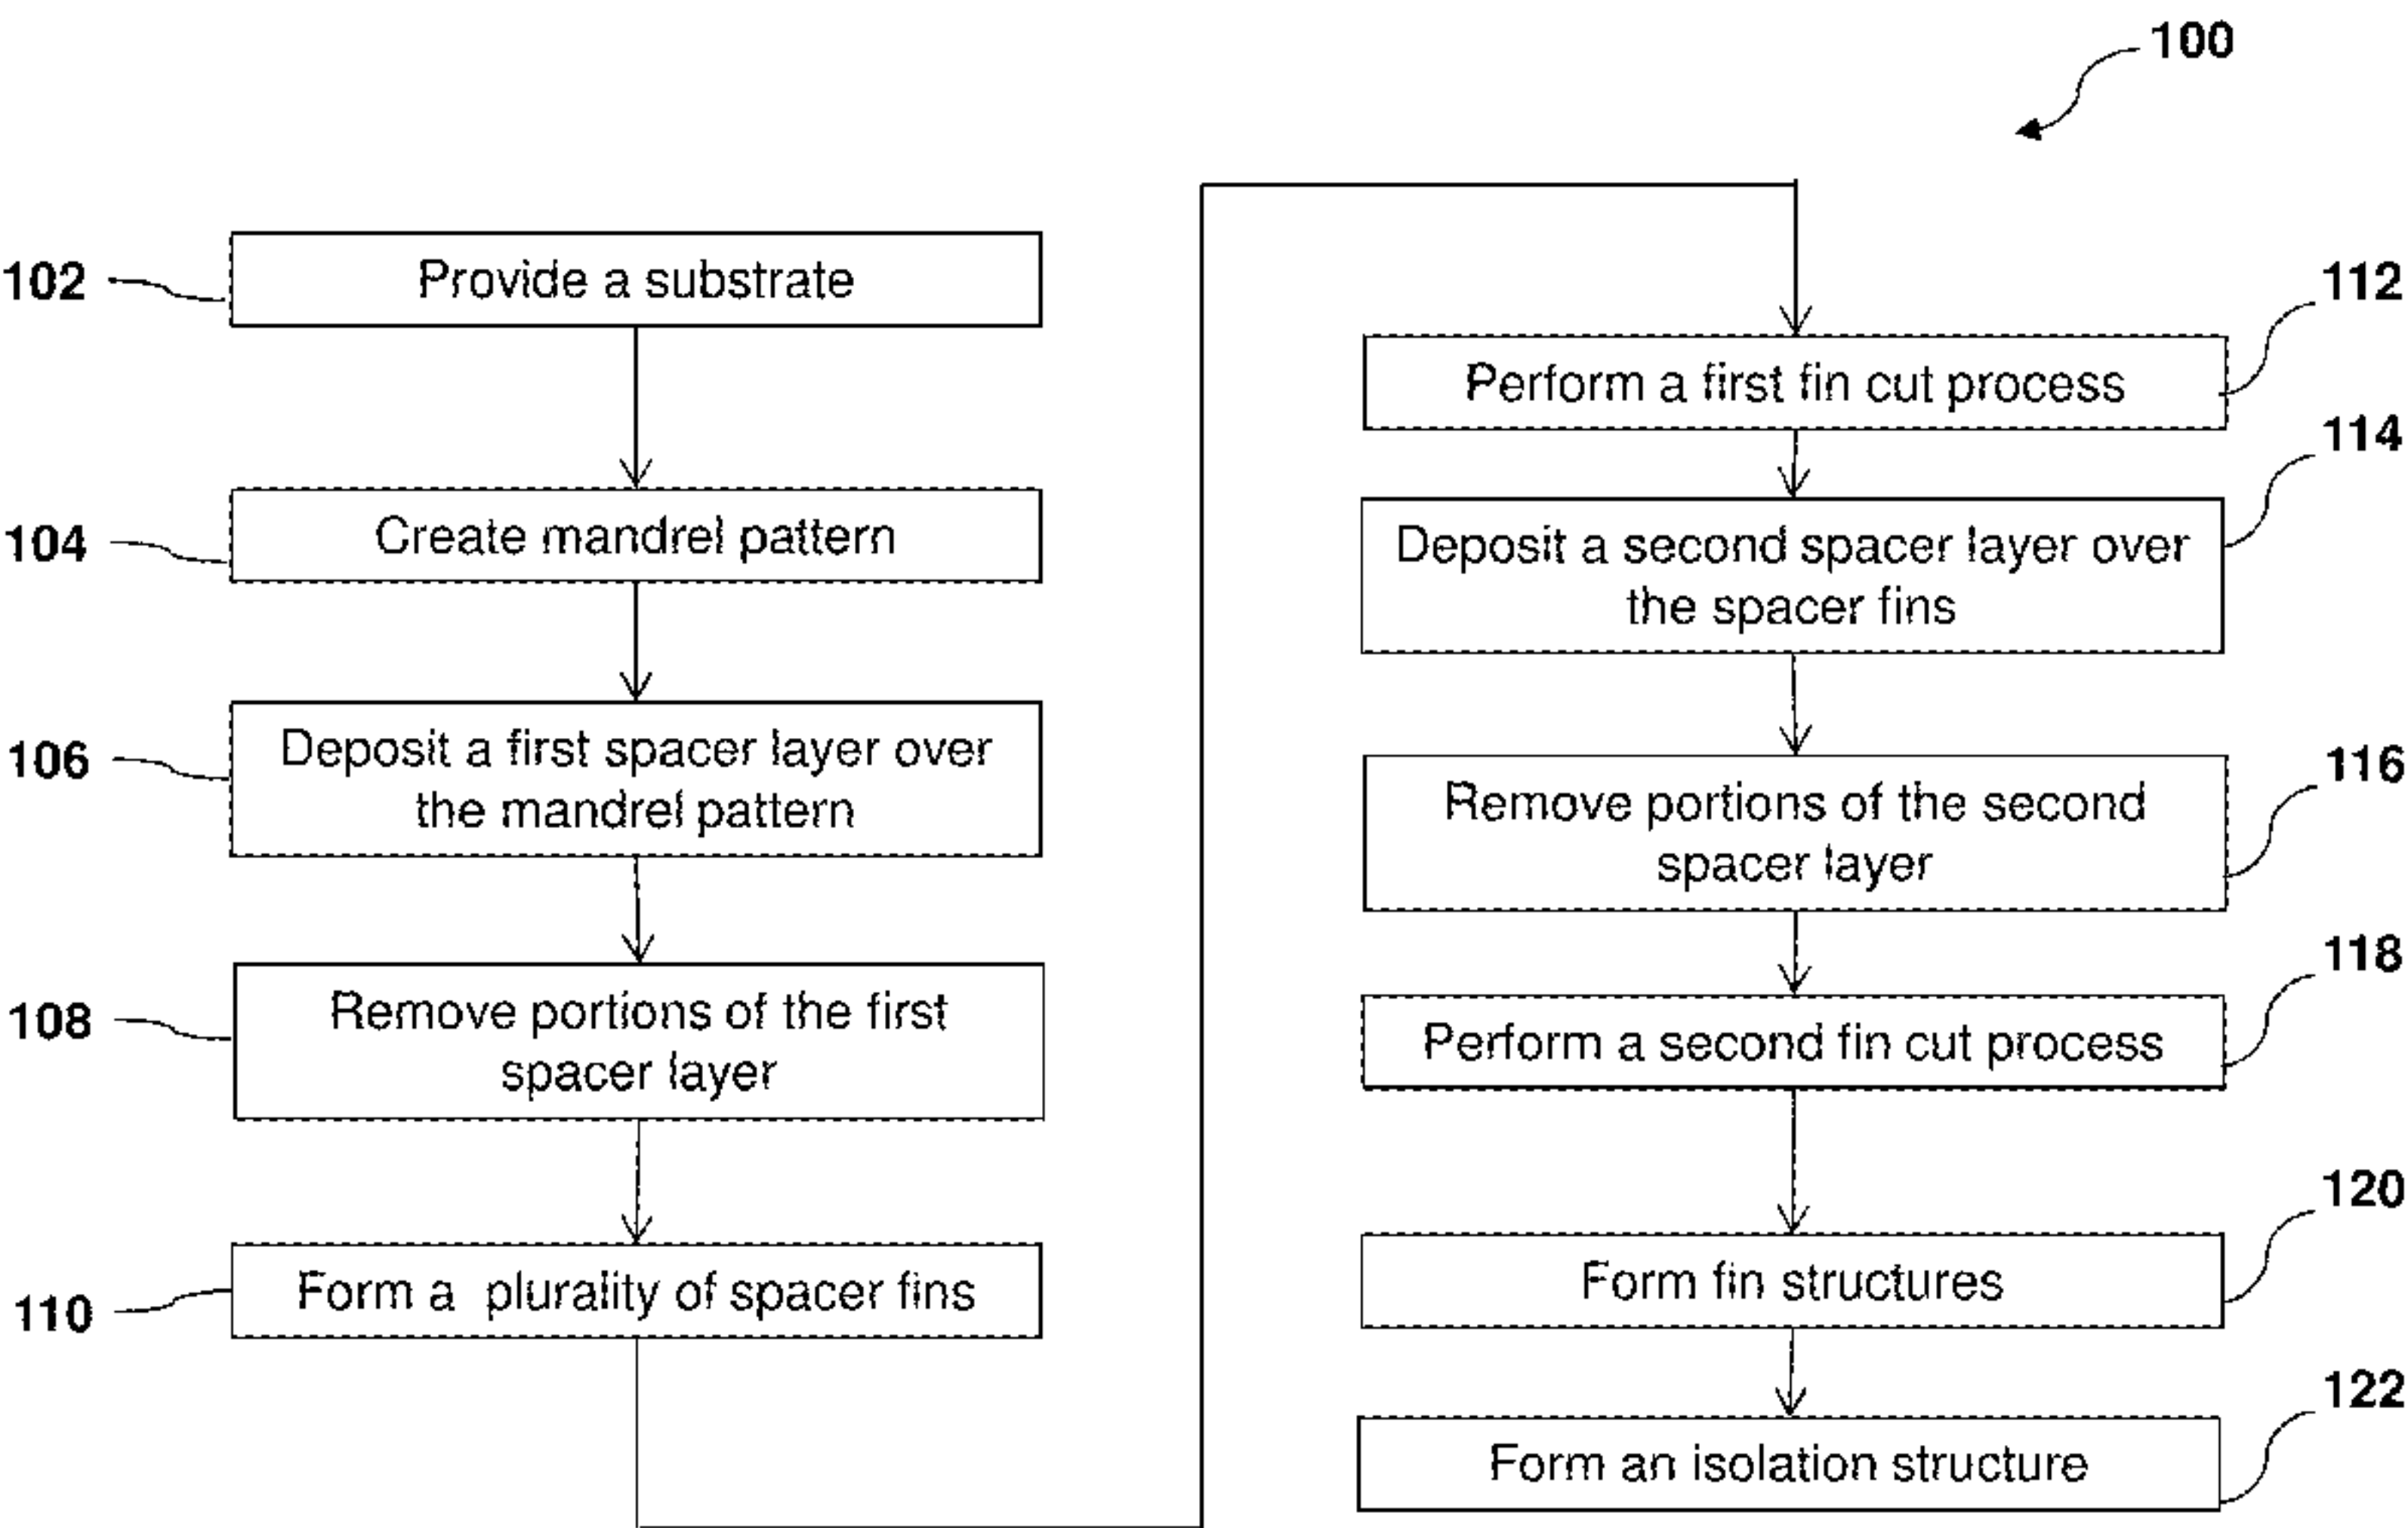 100
102
Provide a substrate
104
Create mandrel pattern
106
Deposit a first spacer layer over
the mandrel pattern
108
Remove portions of the first
spacer layer
110
Form a plurality of spacer fins
112
Perform a first fin cut process
114
Deposit a second spacer layer over
the spacer fins
116
Remove portions of the second
spacer layer
118
Perform a second fin cut process
120
Form fin structures
122
Form an isolation structure